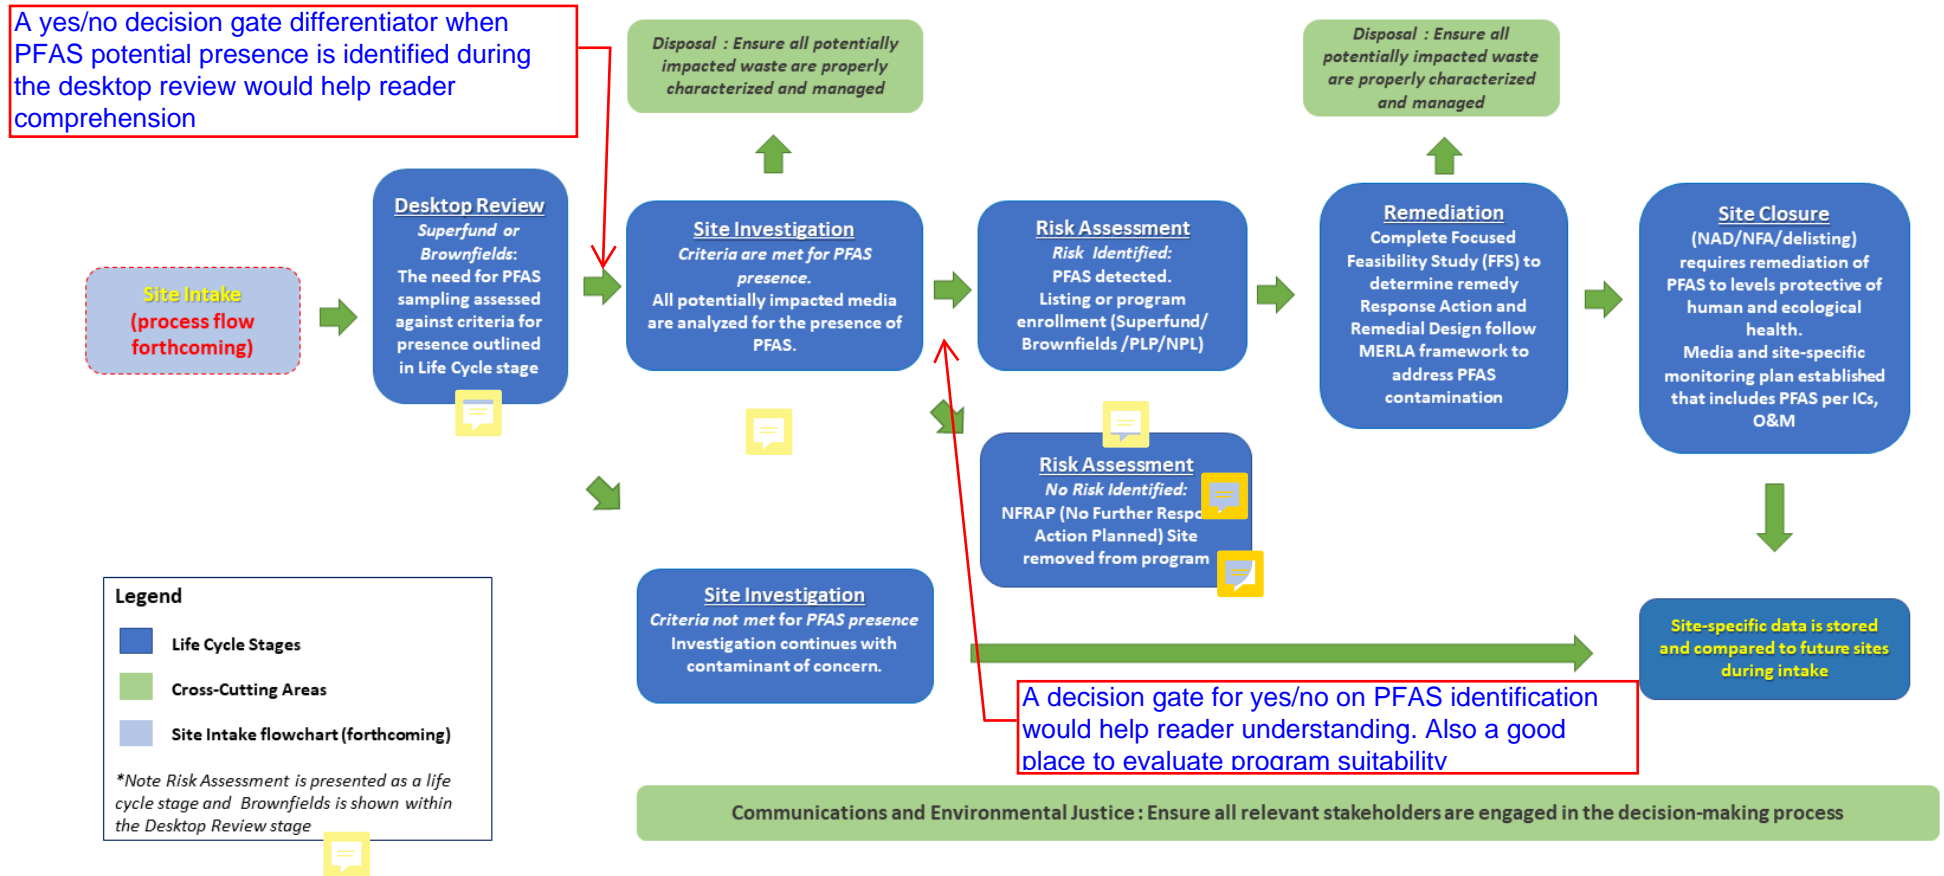 A yes/no decision gate differentiator when
PFAS potential presence is identified during
the desktop review would help reader
comprehension
Disposal : Ensure all potentially
impacted waste are properly
characterized and managed
Disposal : Ensure all
potentially impacted waste
are properly characterized
and managed
Site Intake
(process flow
forthcoming)
Desktop Review
Superfund or
Brownfields:
The need for PFAS
sampling assessed
against criteria for
presence outlined
in Life Cycle stage
Site Investigation
Criteria are met for PFAS
presence.
All potentially impacted media
are analyzed for the presence of
PFAS.
Risk Assessment
Risk Identified:
PFAS detected.
Listing or program
enrollment (Superfund/
Brownfields /PLP/NPL)
Remediation
Complete Focused
Feasibility Study (FFS) to
determine remedy
Response Action and
Remedial Design follow
MERLA framework to
address PFAS
contamination
Site Closure
(NAD/NFA/delisting)
requires remediation of
PFAS to levels protective of
human and ecological
health.
Media and site-specific
monitoring plan established
that includes PFAS per ICs,
O&M
Risk Assessment
No Risk Identified:
NFRAP (No Further
Action Planned) Site
removed from program
Site Investigation
Criteria not met for PFAS presence
Investigation continues with
contaminant of concern.
Site-specific data is stored
and compared to future sites
during intake
A decision gate for yes/no on PFAS identification
would help reader understanding. Also a good
place to evaluate program suitability
Legend
Life Cycle Stages
Cross-Cutting Areas
Site Intake flowchart (forthcoming)
*Note Risk Assessment is presented as a life
cycle stage and Brownfields is shown within
the Desktop Review stage
Communications and Environmental Justice : Ensure all relevant stakeholders are engaged in the decision-making process